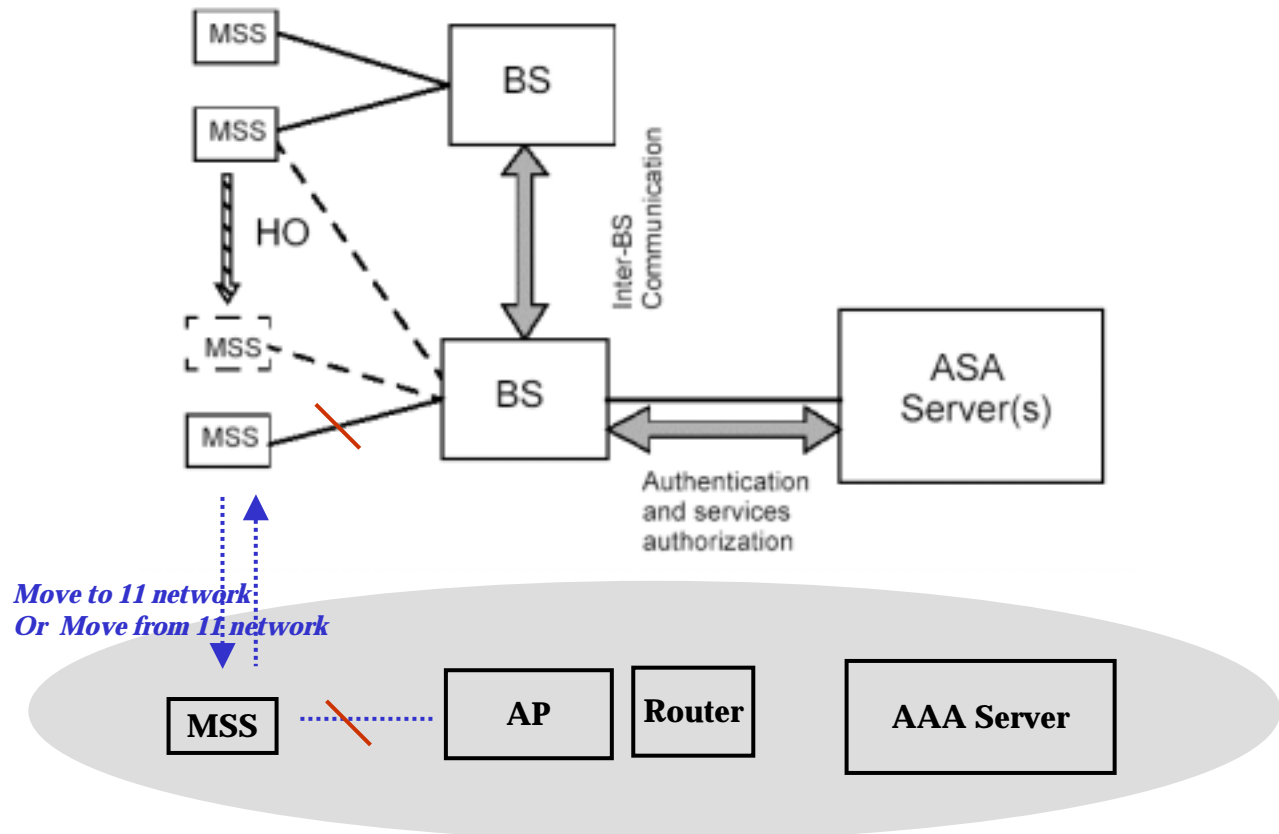 MSS
BS
MSS
HO
Inter-BS
Communication
MSS
BS
MSS
ASA
Server(s)
Authentication
and services
authorization
Move to 11 network
Or Move from 11 network
MSS
AP
Router
AAA Server